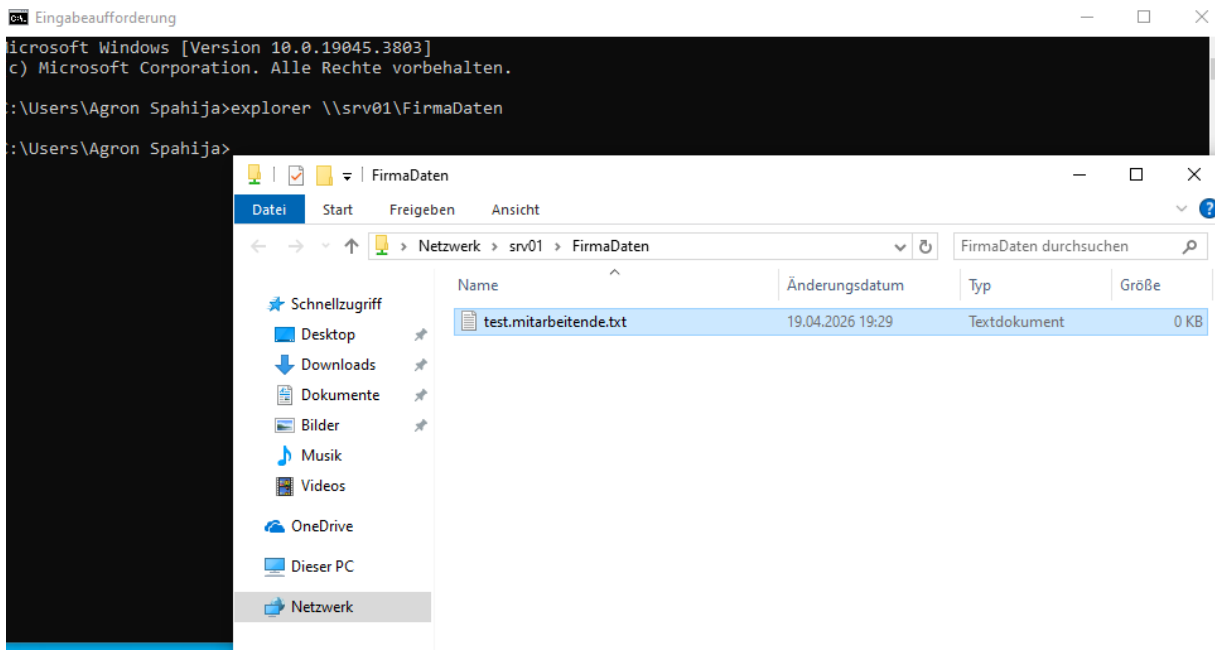 Eingabeaufforderung
icrosoft Windows [Version 10.0.19045.3803]
c) Microsoft Corporation. Alle Rechte vorbehalten.
:\Users\Agron Spahija>explorer \\srv01\FirmaDaten
:\Users\Agron Spahija>
FirmaDaten
Datei Start Freigeben Ansicht
Netzwerk > srv01 > FirmaDaten FirmaDaten durchsuchen
Name Änderungsdatum Typ Größe
test.mitarbeitende.txt 19.04.2026 19:29 Textdokument 0 KB
Schnellzugriff
Desktop
Downloads
Dokumente
Bilder
Musik
Videos
OneDrive
Dieser PC
Netzwerk